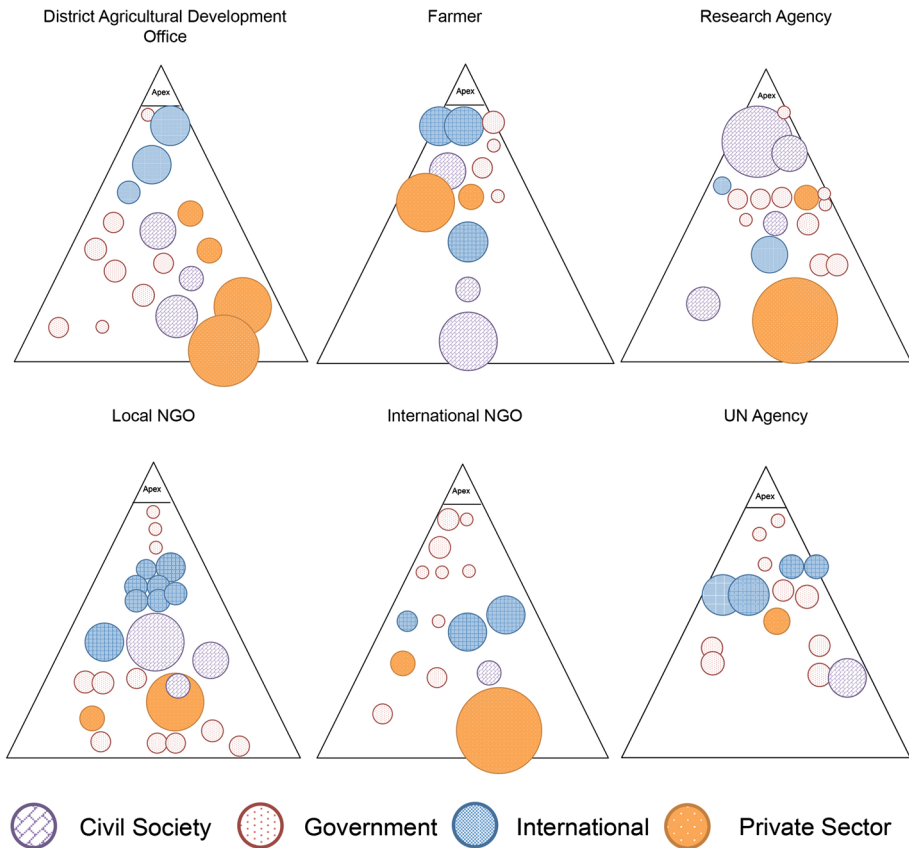 District Agricultural Development
Office
Farmer
Research Agency
Apex
Apex
Apex
Local NGO
International NGO
UN Agency
Apex
Apex
Apex
Civil Society
Government
International
Private Sector